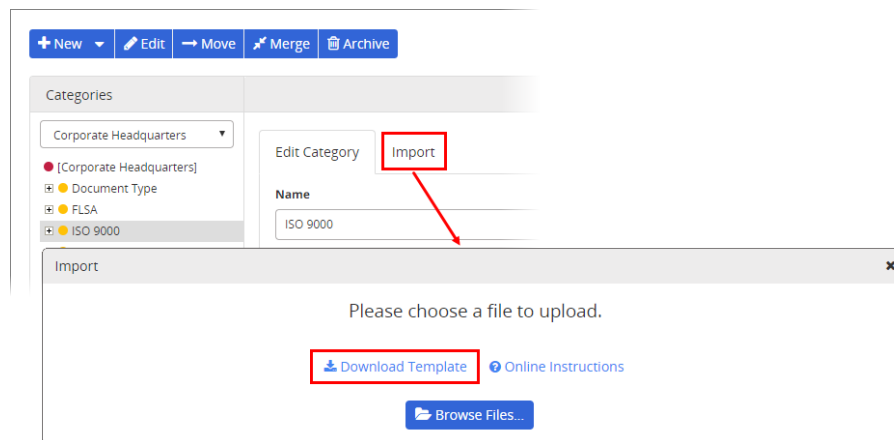 New Edit Move Merge Archive
Categories
Corporate Headquarters
[Corporate Headquarters]
Document Type
FLSA
ISO 9000
Edit Category Import
Name
ISO 9000
Import
Please choose a file to upload.
Download Template Online Instructions
Browse Files...